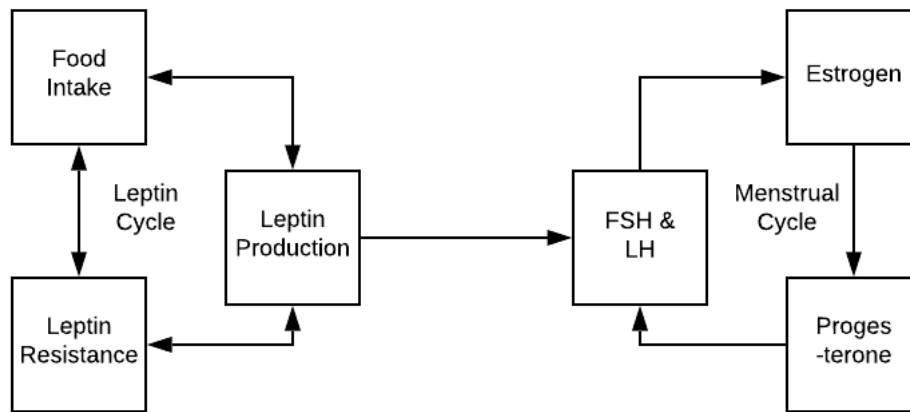 Food
Intake
Estrogen
Leptin
Cycle
Leptin
Production
FSH &
LH
Menstrual
Cycle
Leptin
Resistance
Proges
-terone